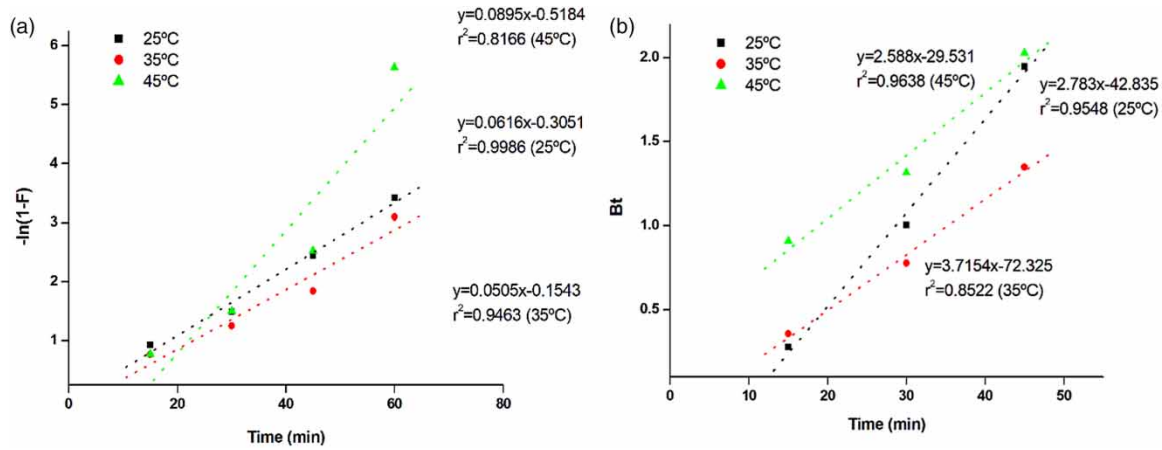 (a)
25ºC
35ºC
45ºC
y=0.0895x-0.5184
r²=0.8166 (45ºC)
y=0.0616x-0.3051
r²=0.9986 (25ºC)
y=0.0505x-0.1543
r²=0.9463 (35ºC)
-ln(1-F)
6
5
4
3
2
1
0 20 40 60 80
Time (min)
(b)
25ºC
35ºC
45ºC
y=2.588x-29.531
r²=0.9638 (45ºC)
y=2.783x-42.835
r²=0.9548 (25ºC)
y=3.7154x-72.325
r²=0.8522 (35ºC)
Bt
2.0
1.5
1.0
0.5
0 10 20 30 40 50
Time (min)